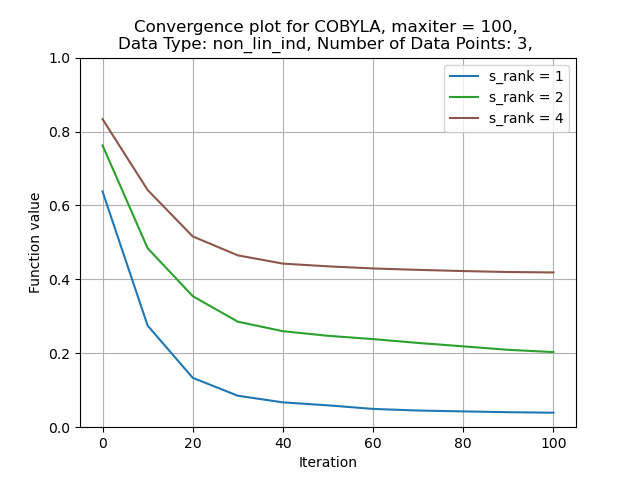 Convergence plot for COBYLA, maxiter = 100,
Data Type: non_lin_ind, Number of Data Points: 3,
s_rank = 1
s_rank = 2
s_rank = 4
Function value
1.0
0.8
0.6
0.4
0.2
0.0
0 20 40 60 80 100
Iteration